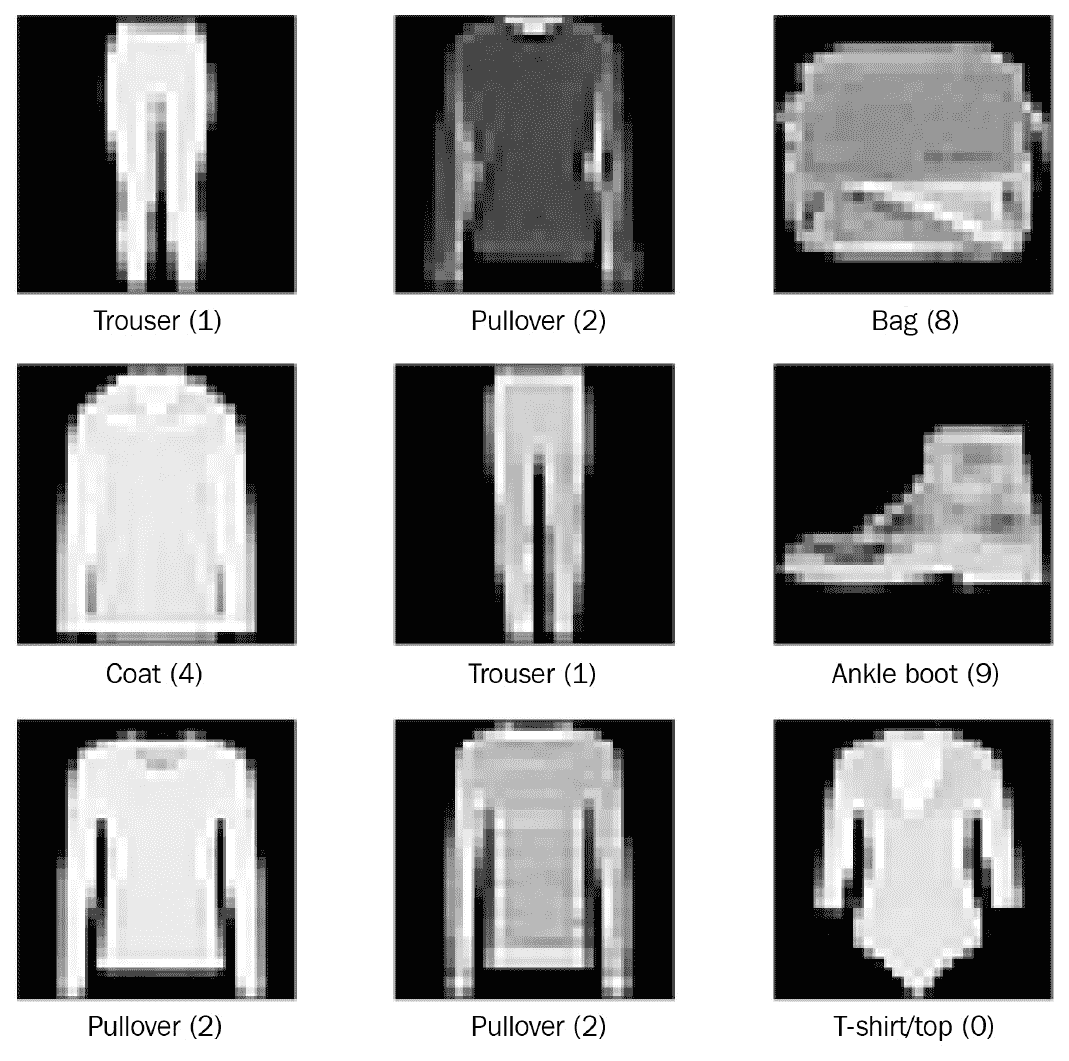 Trouser (1)
Pullover (2)
Bag (8)
Coat (4)
Trouser (1)
Ankle boot (9)
Pullover (2)
Pullover (2)
T-shirt/top (0)